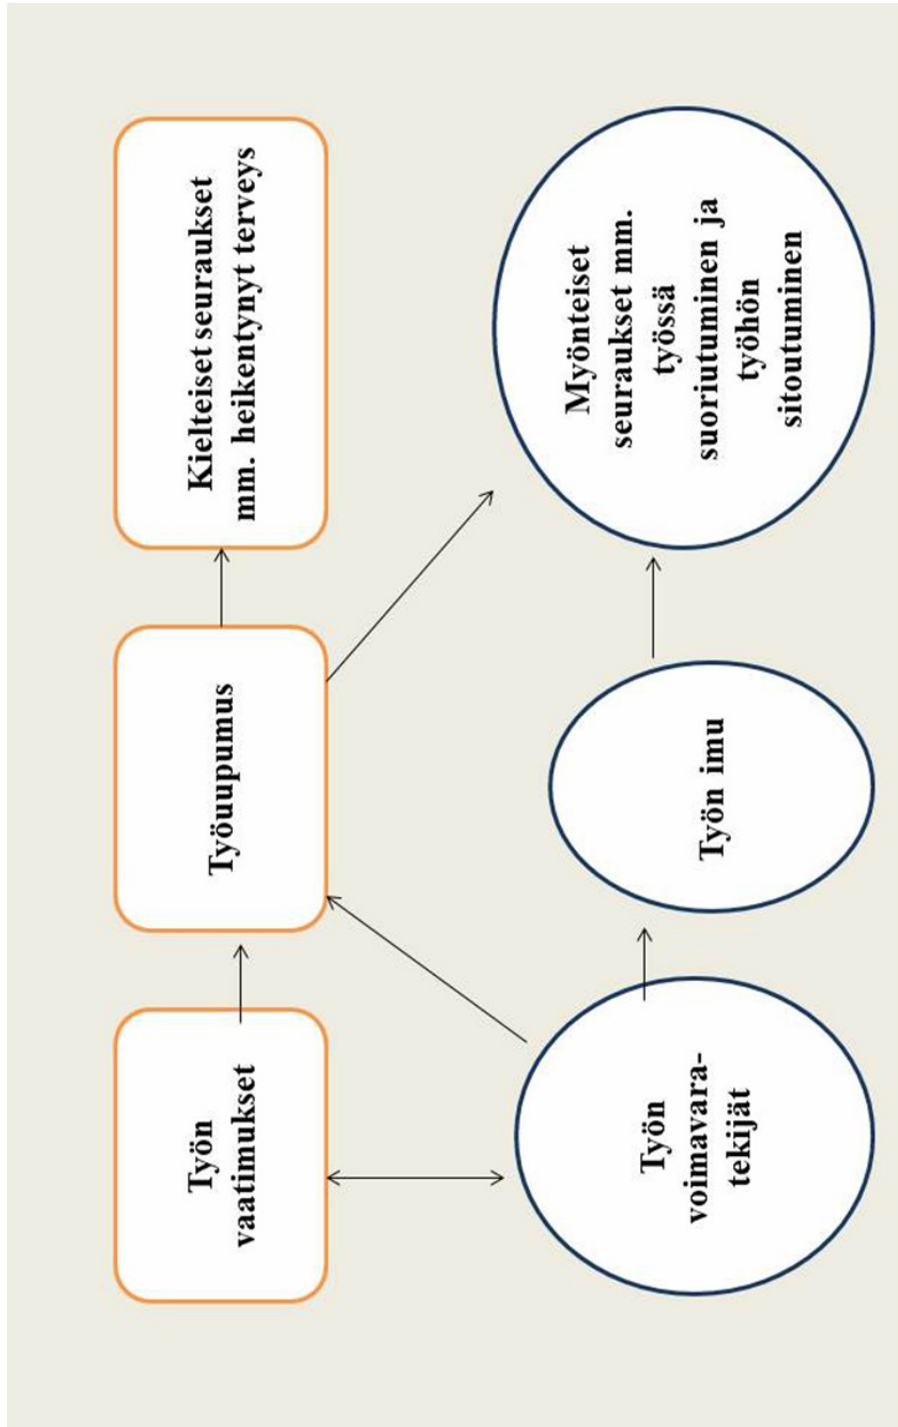 Työn
vaatimukset
Työuupumus
Kielteiset seuraukset
mm. heikentynyt terveys
Työn
voimavara-
tekijät
Työn imu
Myönteiset
seuraukset mm.
työssä
suoriutuminen ja
työhön
sitoutuminen